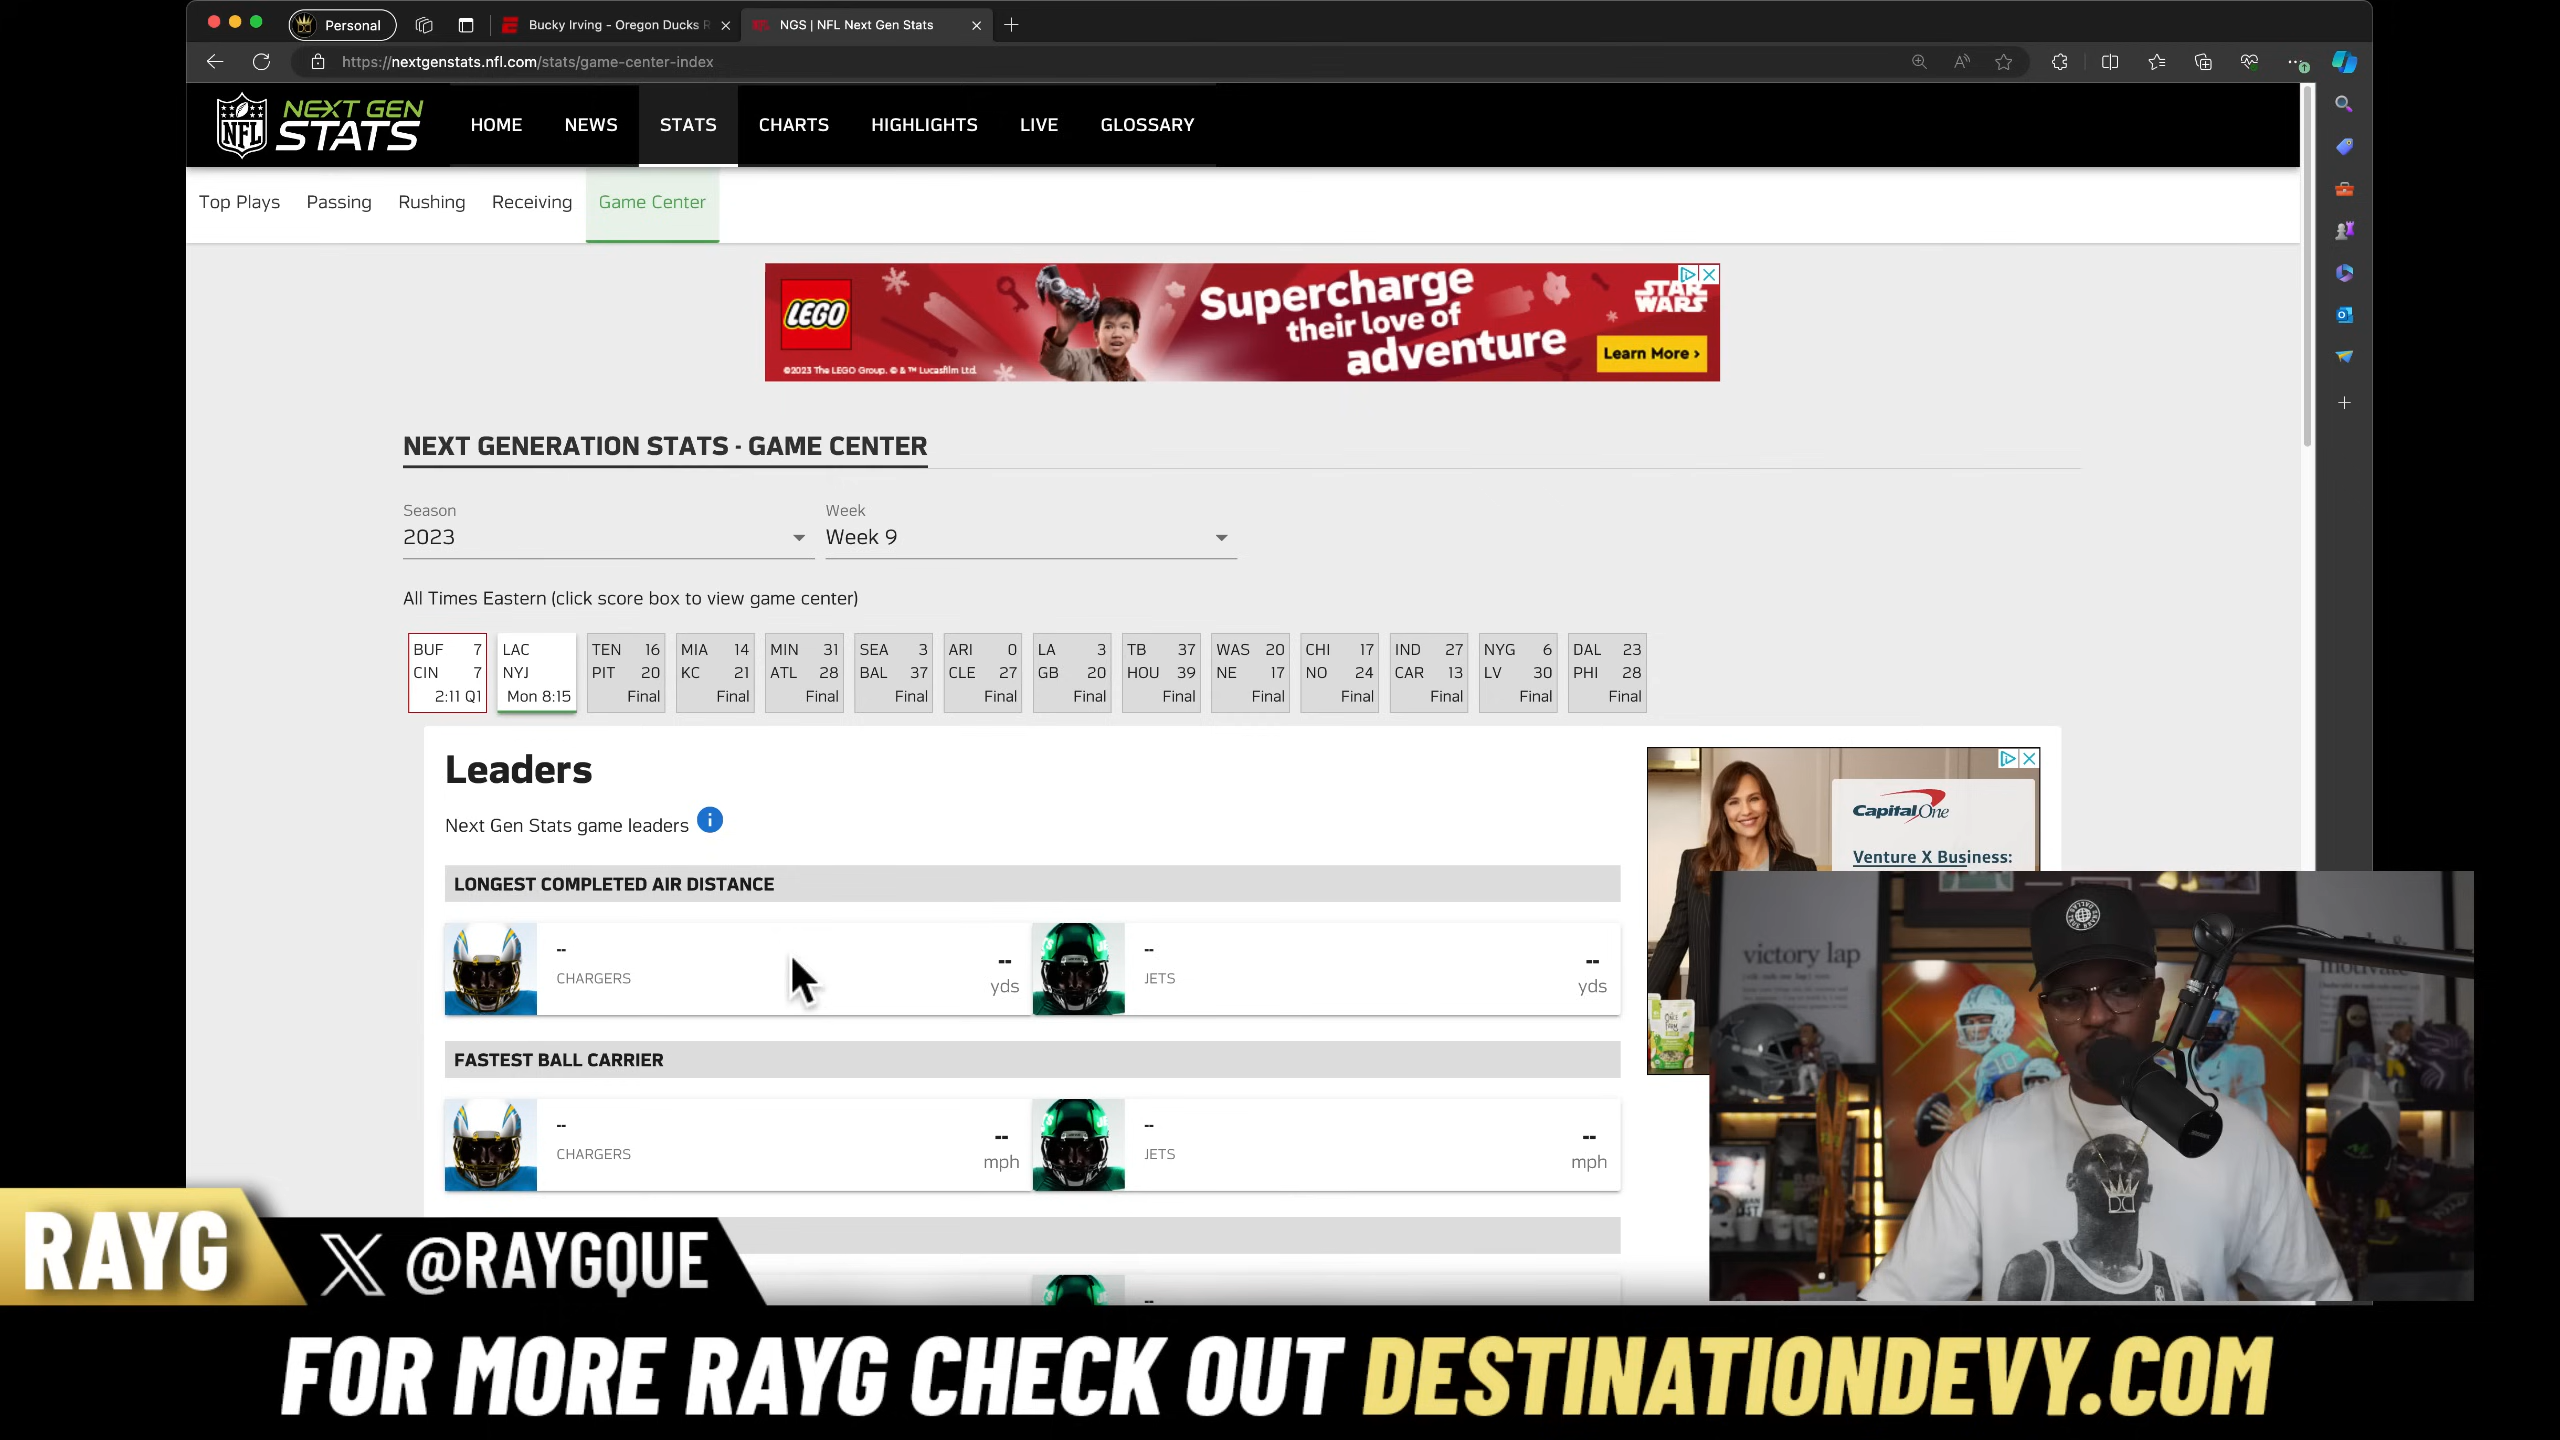 Personal
Bucky Irving - Oregon Ducks R
NGS | NFL Next Gen Stats
https://nextgenstats.nfl.com/stats/game-center-index
NFL
NEXT GEN
STATS
HOME NEWS STATS CHARTS HIGHLIGHTS LIVE GLOSSARY
Top Plays Passing Rushing Receiving Game Center
LEGO
Supercharge
their love of
adventure
STAR
WARS
Learn More ›
©2023 The LEGO Group. © & ™ Lucasfilm Ltd.
NEXT GENERATION STATS - GAME CENTER
Season
2023
Week
Week 9
All Times Eastern (click score box to view game center)
BUF 7
CIN 7
2:11 Q1
LAC
NYJ
Mon 8:15
TEN 16
PIT 20
Final
MIA 14
KC 21
Final
MIN 31
ATL 28
Final
SEA 3
BAL 37
Final
ARI 0
CLE 27
Final
LA 3
GB 20
Final
TB 37
HOU 39
Final
WAS 20
NE 17
Final
CHI 17
NO 24
Final
IND 27
CAR 13
Final
NYG 6
LV 30
Final
DAL 23
PHI 28
Final
Leaders
Next Gen Stats game leaders
LONGEST COMPLETED AIR DISTANCE
-- -- -- --
CHARGERS yds JETS yds
FASTEST BALL CARRIER
-- -- -- --
CHARGERS mph JETS mph
--
Capital One
Venture X Business:
victory lap
RAYG
X @RAYGQUE
FOR MORE RAYG CHECK OUT DESTINATIONDEVY.COM